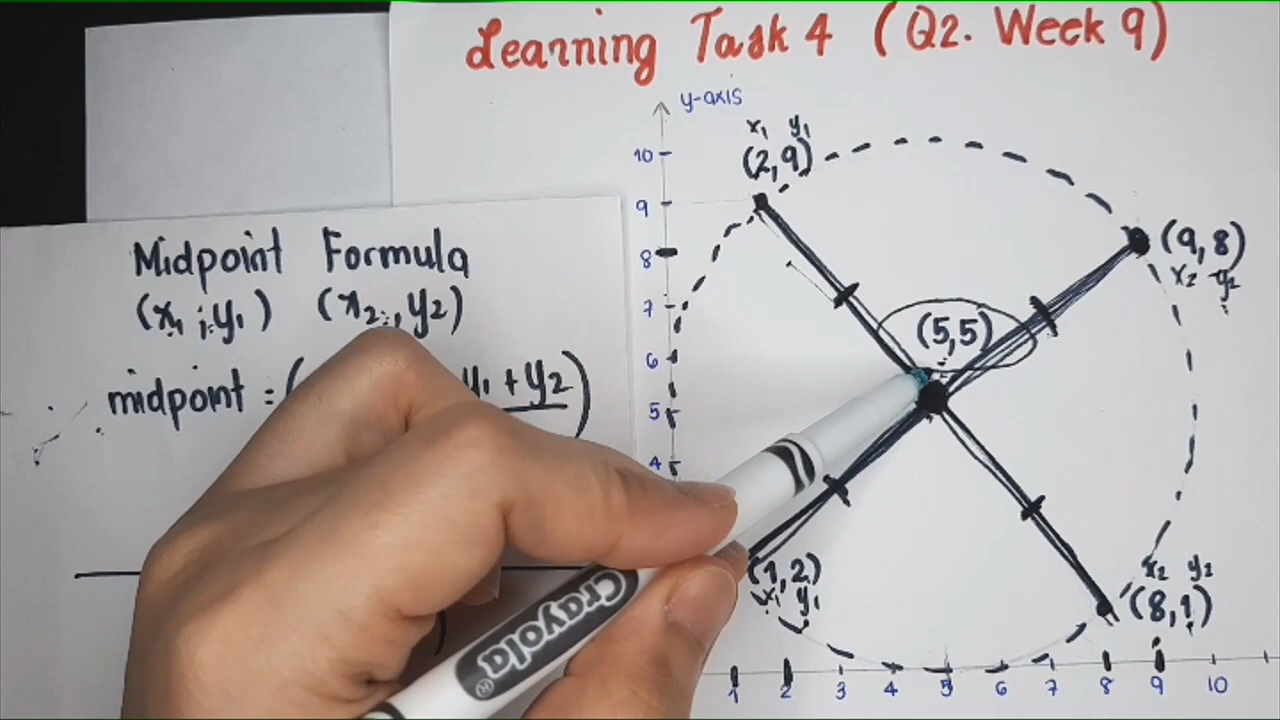 Learning Task 4 (Q2. Week 9)
y-axis
x₁ y₁
(2,9)
10
9
8
7
6
5
4
(9,8)
x₂ y₂
(5,5)
Midpoint Formula
(x₁, y₁) (x₂, y₂)
midpoint = ( y₁ + y₂ )
(1,2)
x₁ y₁
x₂ y₂
(8,1)
1 2 3 4 5 6 7 8 9 10
Crayola®